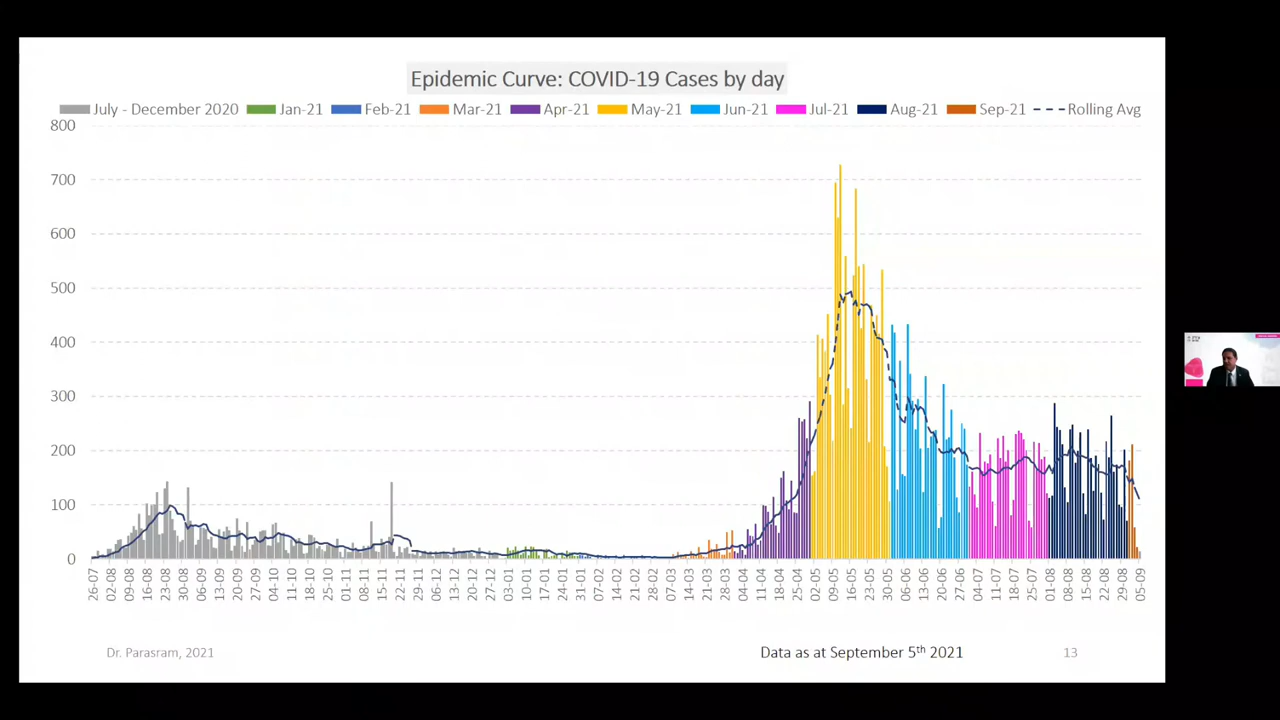 Epidemic Curve: COVID-19 Cases by day
July - December 2020 Jan-21 Feb-21 Mar-21 Apr-21 May-21 Jun-21 Jul-21 Aug-21 Sep-21 Rolling Avg
800
700
600
500
400
300
200
100
0
26-07 02-08 09-08 16-08 23-08 30-08 06-09 13-09 20-09 27-09 04-10 11-10 18-10 25-10 01-11 08-11 15-11 22-11 29-11 06-12 13-12 20-12 27-12 03-01 10-01 17-01 24-01 31-01 07-02 14-02 21-02 28-02 07-03 14-03 21-03 28-03 04-04 11-04 18-04 25-04 02-05 09-05 16-05 23-05 30-05 06-06 13-06 20-06 27-06 04-07 11-07 18-07 25-07 01-08 08-08 15-08 22-08 29-08 05-09
Dr. Parasram, 2021
Data as at September 5th 2021
13